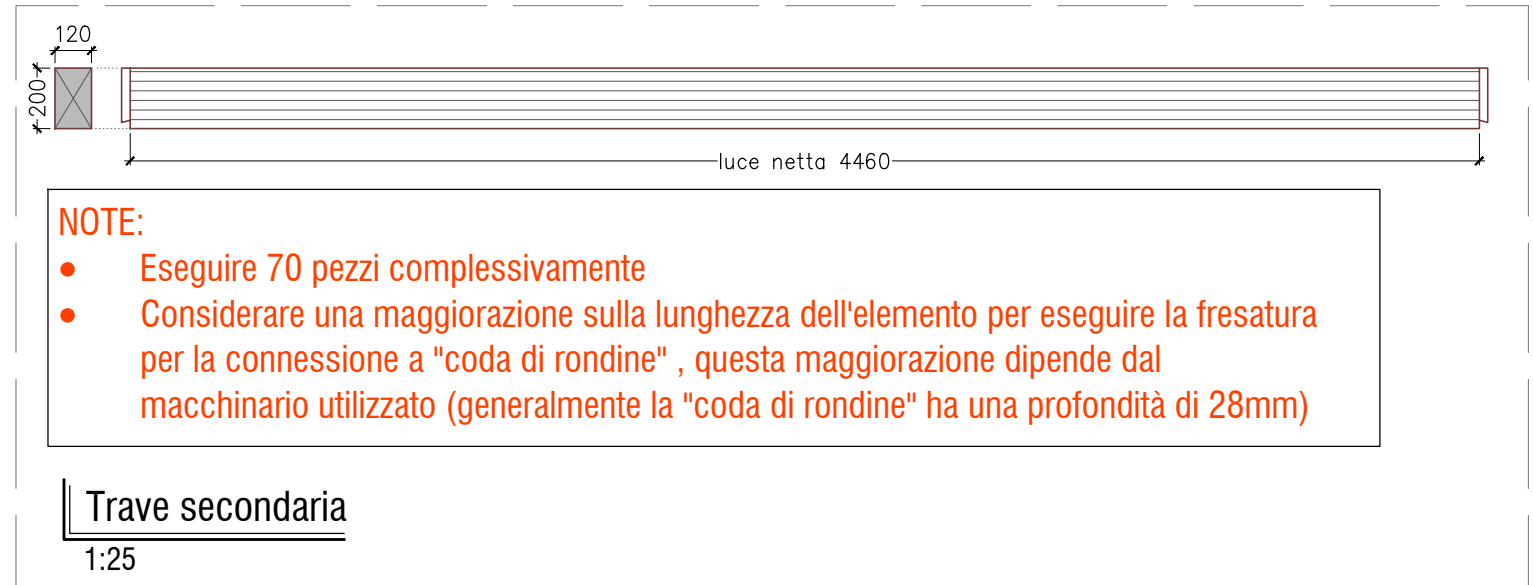 120
200
luce netta 4460
NOTE:
● Eseguire 70 pezzi complessivamente
● Considerare una maggiorazione sulla lunghezza dell'elemento per eseguire la fresatura
per la connessione a "coda di rondine" , questa maggiorazione dipende dal
macchinario utilizzato (generalmente la "coda di rondine" ha una profondità di 28mm)
Trave secondaria
1:25